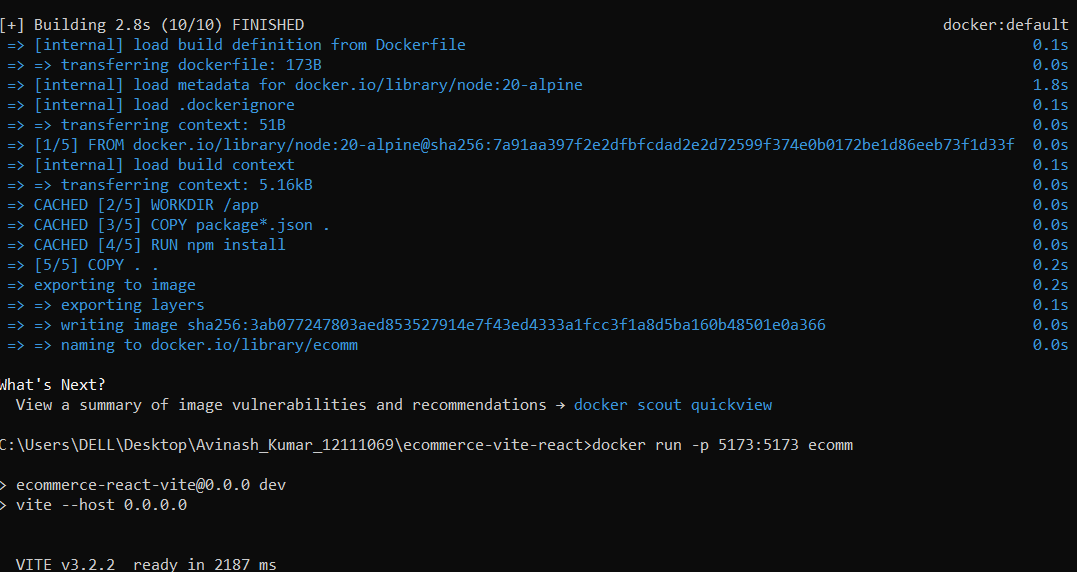 [+] Building 2.8s (10/10) FINISHED docker:default
=> [internal] load build definition from Dockerfile 0.1s
=> => transferring dockerfile: 173B 0.0s
=> [internal] load metadata for docker.io/library/node:20-alpine 1.8s
=> [internal] load .dockerignore 0.1s
=> => transferring context: 51B 0.0s
=> [1/5] FROM docker.io/library/node:20-alpine@sha256:7a91aa397f2e2dfbfcdad2e2d72599f374e0b0172be1d86eeb73f1d33f 0.0s
=> [internal] load build context 0.1s
=> => transferring context: 5.16kB 0.0s
=> CACHED [2/5] WORKDIR /app 0.0s
=> CACHED [3/5] COPY package*.json . 0.0s
=> CACHED [4/5] RUN npm install 0.0s
=> [5/5] COPY . . 0.2s
=> exporting to image 0.2s
=> => exporting layers 0.1s
=> => writing image sha256:3ab077247803aed853527914e7f43ed4333a1fcc3f1a8d5ba160b48501e0a366 0.0s
=> => naming to docker.io/library/ecomm 0.0s
What's Next?
View a summary of image vulnerabilities and recommendations → docker scout quickview
C:\Users\DELL\Desktop\Avinash_Kumar_12111069\ecommerce-vite-react>docker run -p 5173:5173 ecomm
> ecommerce-react-vite@0.0.0 dev
> vite --host 0.0.0.0
VITE v3.2.2 ready in 2187 ms